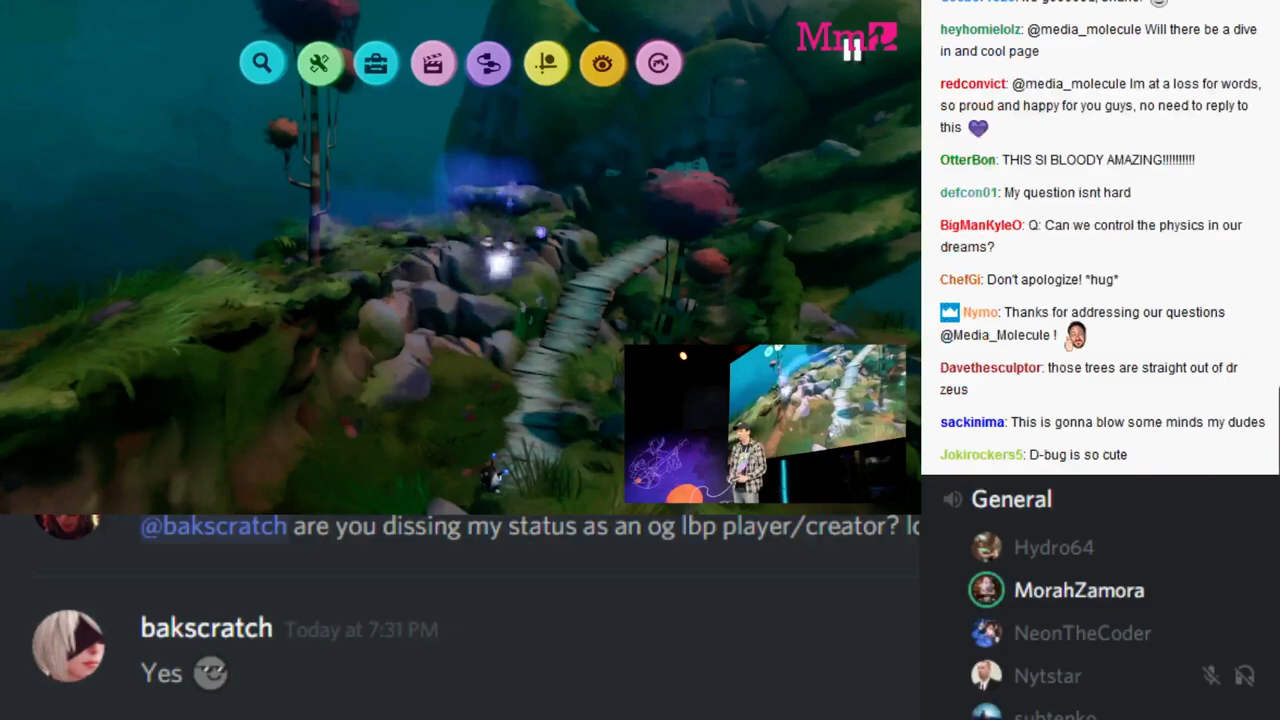 Mm
heyhomielolz: @media_molecule Will there be a dive
in and cool page
redconvict: @media_molecule Im at a loss for words,
so proud and happy for you guys, no need to reply to
this
OtterBon: THIS SI BLOODY AMAZING!!!!!!!!!!
defcon01: My question isnt hard
BigManKyleO: Q: Can we control the physics in our
dreams?
ChefGi: Don't apologize! *hug*
Nymo: Thanks for addressing our questions
@Media_Molecule !
Davethesculptor: those trees are straight out of dr
zeus
sackinima: This is gonna blow some minds my dudes
Jokirockers5: D-bug is so cute
General
Hydro64
MorahZamora
NeonTheCoder
Nytstar
subtenko
@bakscratch are you dissing my status as an og lbp player/creator?
bakscratch Today at 7:31 PM
Yes